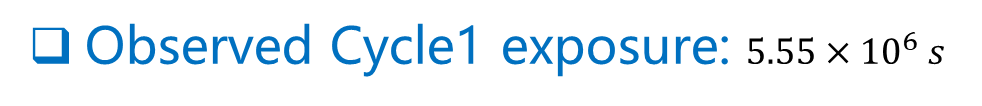 ❑ Observed Cycle1 exposure: 5.55 × 10⁶ s